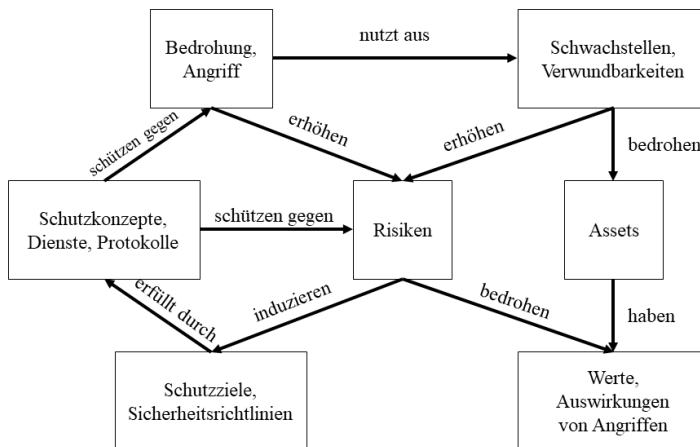 Bedrohung,
Angriff
nutzt aus
Schwachstellen,
Verwundbarkeiten
schützen gegen
erhöhen
erhöhen
bedrohen
Schutzkonzepte,
Dienste, Protokolle
schützen gegen
Risiken
Assets
erfüllt durch
induzieren
bedrohen
haben
Schutzziele,
Sicherheitsrichtlinien
Werte,
Auswirkungen
von Angriffen